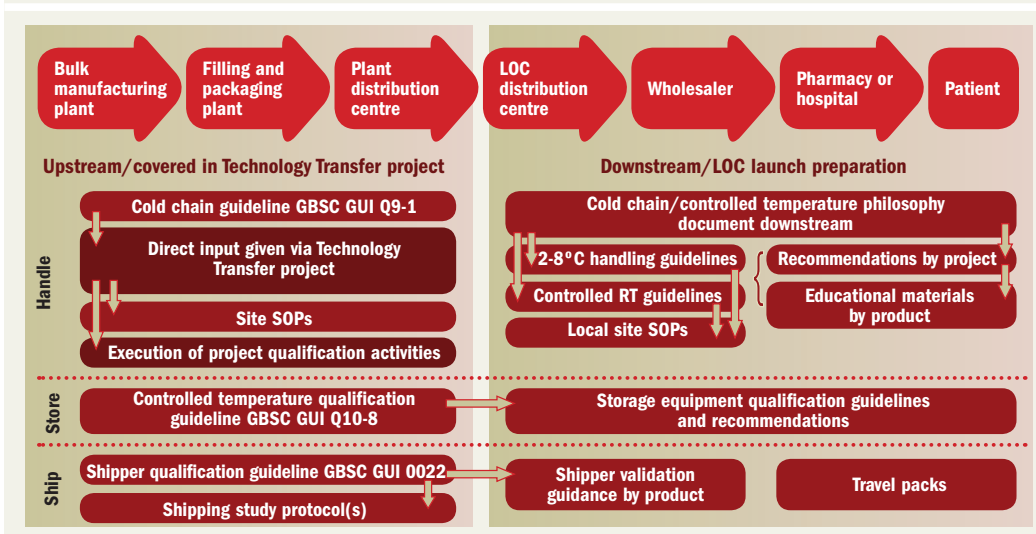 Bulk
manufacturing
plant
Filling and
packaging
plant
Plant
distribution
centre
LOC
distribution
centre
Wholesaler
Pharmacy or
hospital
Patient
Upstream/covered in Technology Transfer project
Downstream/LOC launch preparation
Handle
Cold chain guideline GBSC GUI Q9-1
Direct input given via Technology
Transfer project
Site SOPs
Execution of project qualification activities
Cold chain/controlled temperature philosophy
document downstream
2-8ºC handling guidelines
Controlled RT guidelines
Local site SOPs
Recommendations by project
Educational materials
by product
Store
Controlled temperature qualification
guideline GBSC GUI Q10-8
Storage equipment qualification guidelines
and recommendations
Ship
Shipper qualification guideline GBSC GUI 0022
Shipping study protocol(s)
Shipper validation
guidance by product
Travel packs